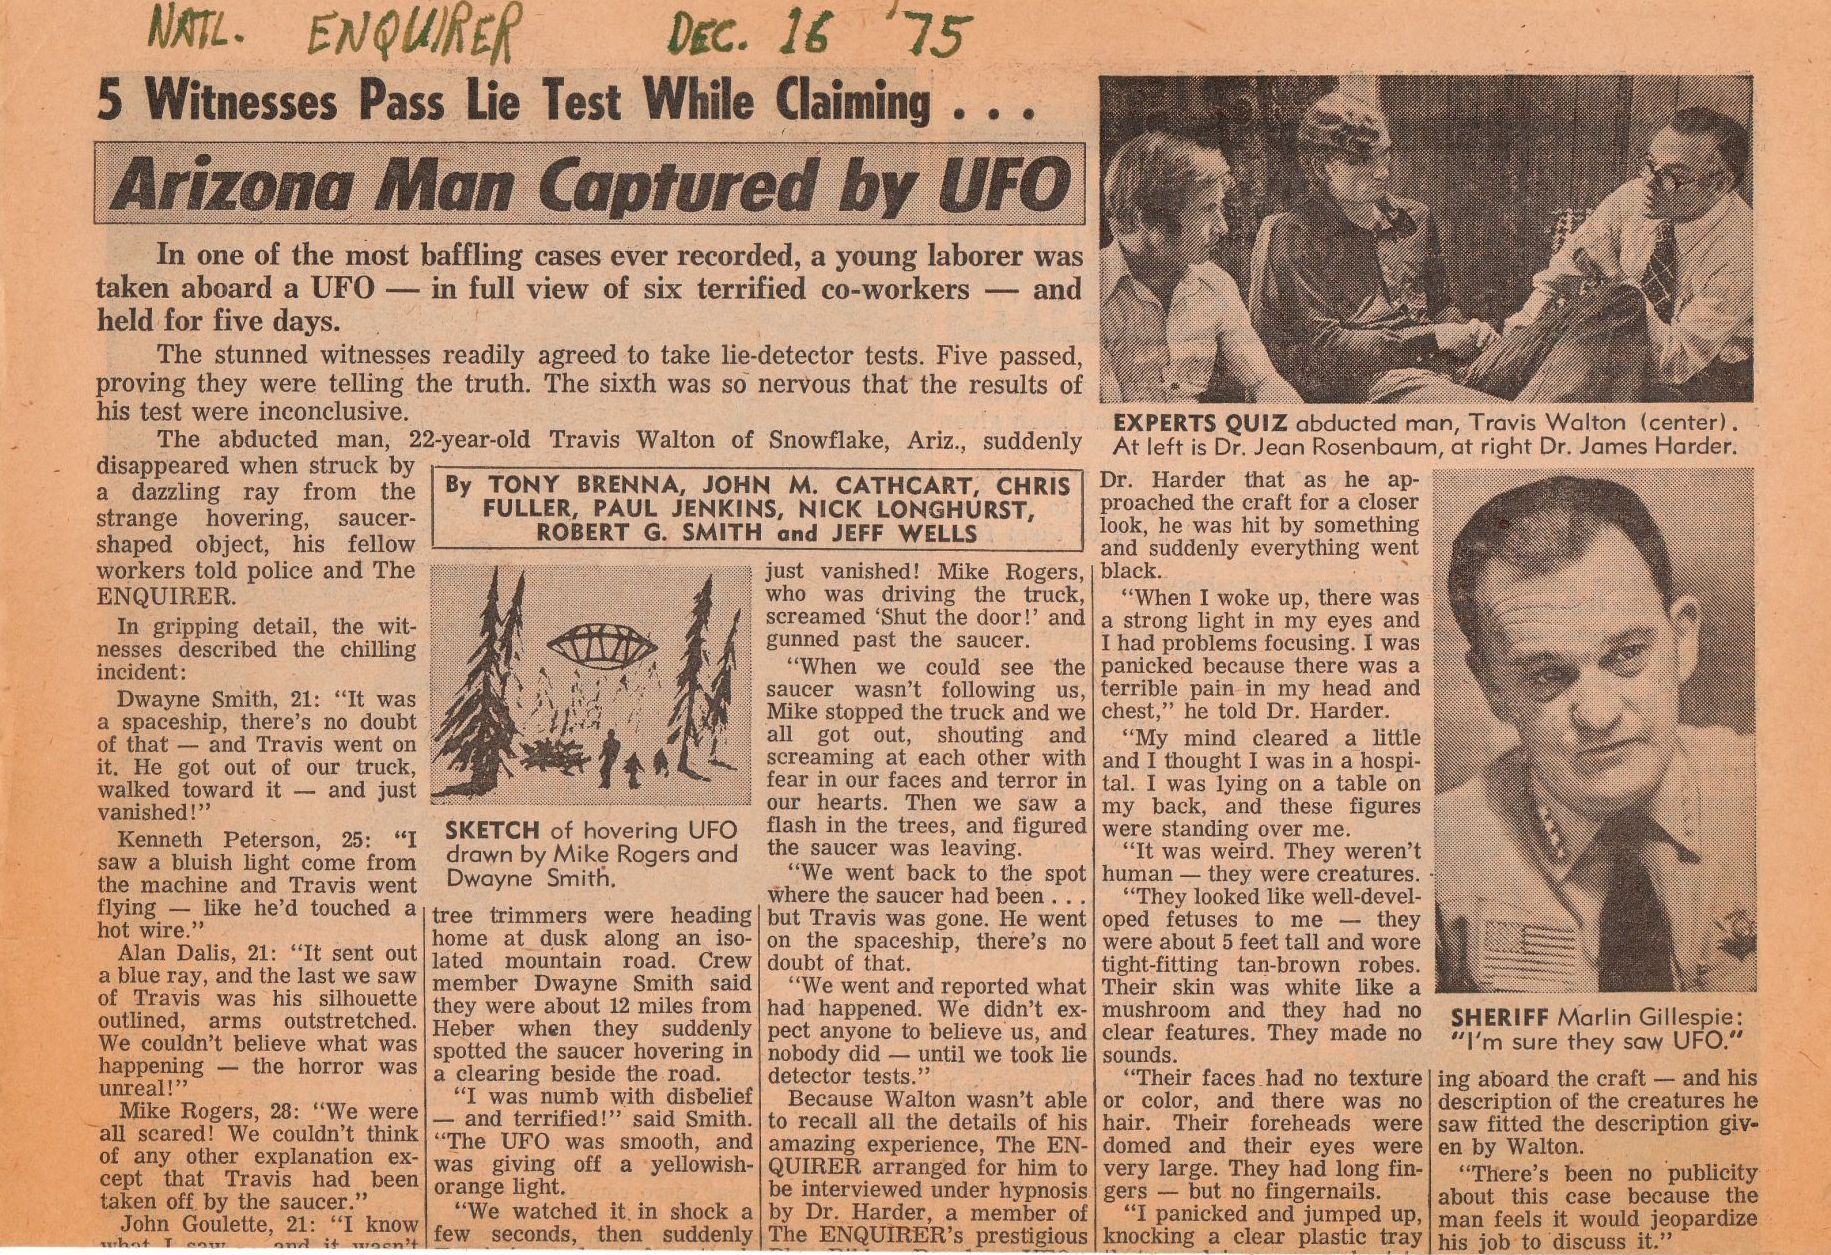 NATL. ENQUIRER DEC. 16 '75
5 Witnesses Pass Lie Test While Claiming . . .
Arizona Man Captured by UFO
In one of the most baffling cases ever recorded, a young laborer was
taken aboard a UFO — in full view of six terrified co-workers — and
held for five days.
The stunned witnesses readily agreed to take lie-detector tests. Five passed,
proving they were telling the truth. The sixth was so nervous that the results of
his test were inconclusive.
The abducted man, 22-year-old Travis Walton of Snowflake, Ariz., suddenly
disappeared when struck by
a dazzling ray from the
strange hovering, saucer-
shaped object, his fellow
workers told police and The
ENQUIRER.
In gripping detail, the wit-
nesses described the chilling
incident:
Dwayne Smith, 21: “It was
a spaceship, there's no doubt
of that — and Travis went on
it. He got out of our truck,
walked toward it — and just
vanished!”
Kenneth Peterson, 25: “I
saw a bluish light come from
the machine and Travis went
flying — like he'd touched a
hot wire.”
Alan Dalis, 21: “It sent out
a blue ray, and the last we saw
of Travis was his silhouette
outlined, arms outstretched.
We couldn't believe what was
happening — the horror was
unreal!”
Mike Rogers, 28: “We were
all scared! We couldn't think
of any other explanation ex-
cept that Travis had been
taken off by the saucer.”
John Goulette, 21: “I know
what I saw and it wasn't
By TONY BRENNA, JOHN M. CATHCART, CHRIS
FULLER, PAUL JENKINS, NICK LONGHURST,
ROBERT G. SMITH and JEFF WELLS
SKETCH of hovering UFO
drawn by Mike Rogers and
Dwayne Smith.
tree trimmers were heading
home at dusk along an iso-
lated mountain road. Crew
member Dwayne Smith said
they were about 12 miles from
Heber when they suddenly
spotted the saucer hovering in
a clearing beside the road.
“I was numb with disbelief
— and terrified!” said Smith.
“The UFO was smooth, and
was giving off a yellowish-
orange light.
“We watched it in shock a
few seconds, then suddenly
just vanished! Mike Rogers,
who was driving the truck,
screamed ‘Shut the door!’ and
gunned past the saucer.
“When we could see the
saucer wasn't following us,
Mike stopped the truck and we
all got out, shouting and
screaming at each other with
fear in our faces and terror in
our hearts. Then we saw a
flash in the trees, and figured
the saucer was leaving.
“We went back to the spot
where the saucer had been . . .
but Travis was gone. He went
on the spaceship, there's no
doubt of that.
“We went and reported what
had happened. We didn't ex-
pect anyone to believe us, and
nobody did — until we took lie
detector tests.”
Because Walton wasn't able
to recall all the details of his
amazing experience, The EN-
QUIRER arranged for him to
be interviewed under hypnosis
by Dr. Harder, a member of
The ENQUIRER's prestigious
EXPERTS QUIZ abducted man, Travis Walton (center).
At left is Dr. Jean Rosenbaum, at right Dr. James Harder.
Dr. Harder that as he ap-
proached the craft for a closer
look, he was hit by something
and suddenly everything went
black.
“When I woke up, there was
a strong light in my eyes and
I had problems focusing. I was
panicked because there was a
terrible pain in my head and
chest,” he told Dr. Harder.
“My mind cleared a little
and I thought I was in a hospi-
tal. I was lying on a table on
my back, and these figures
were standing over me.
“It was weird. They weren't
human — they were creatures.
“They looked like well-devel-
oped fetuses to me — they
were about 5 feet tall and wore
tight-fitting tan-brown robes.
Their skin was white like a
mushroom and they had no
clear features. They made no
sounds.
“Their faces had no texture
or color, and there was no
hair. Their foreheads were
domed and their eyes were
very large. They had long fin-
gers — but no fingernails.
“I panicked and jumped up,
knocking a clear plastic tray
SHERIFF Marlin Gillespie:
“I'm sure they saw UFO.”
ing aboard the craft — and his
description of the creatures he
saw fitted the description giv-
en by Walton.
“There's been no publicity
about this case because the
man feels it would jeopardize
his job to discuss it.”